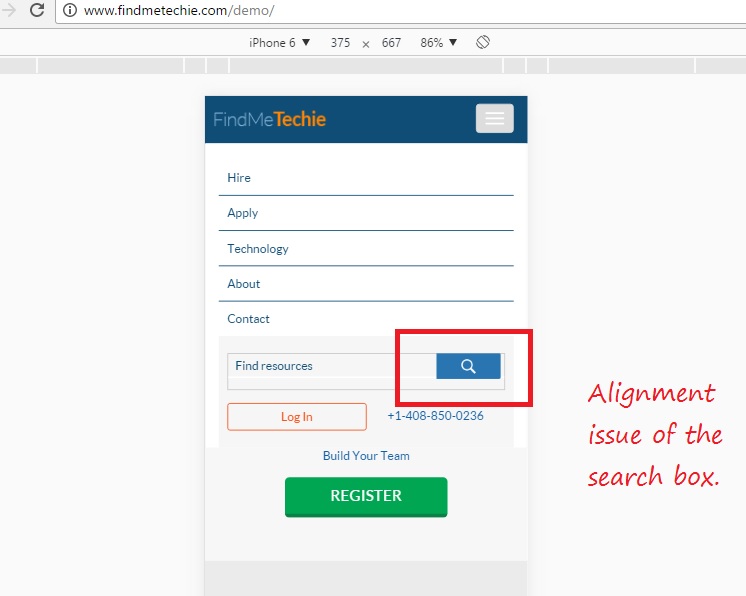 www.findmetechie.com/demo/
iPhone 6 ▼ 375 × 667 86% ▼
FindMeTechie
Hire
Apply
Technology
About
Contact
Find resources
Log In +1-408-850-0236
Build Your Team
REGISTER
Alignment
issue of the
search box.